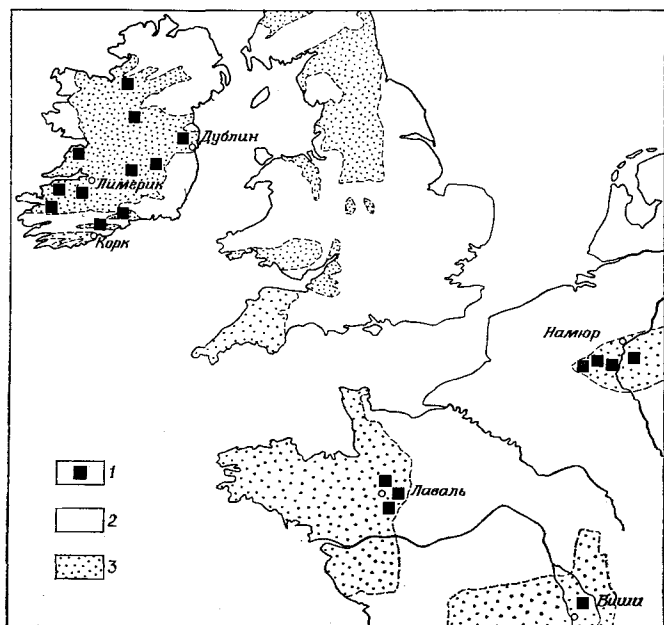 Дублин
Лимерик
Корк
Намюр
1
2
Лаваль
3
Виши